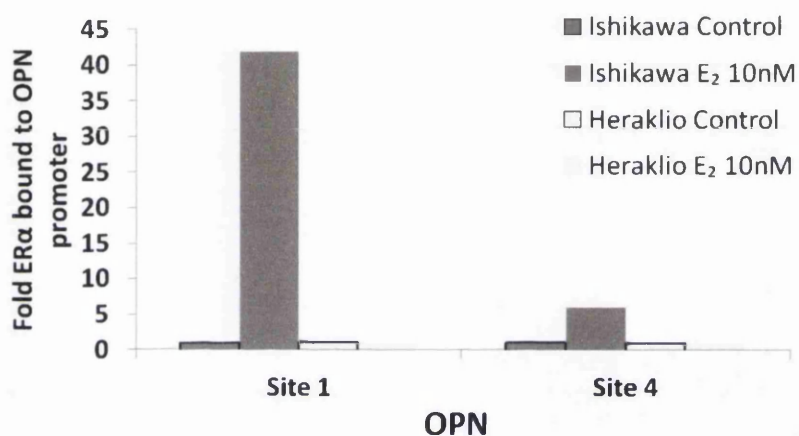 45
40
35
30
25
20
15
10
5
0
Fold ERα bound to OPN
promoter
Ishikawa Control
Ishikawa E₂ 10nM
Heraklio Control
Heraklio E₂ 10nM
Site 1
Site 4
OPN